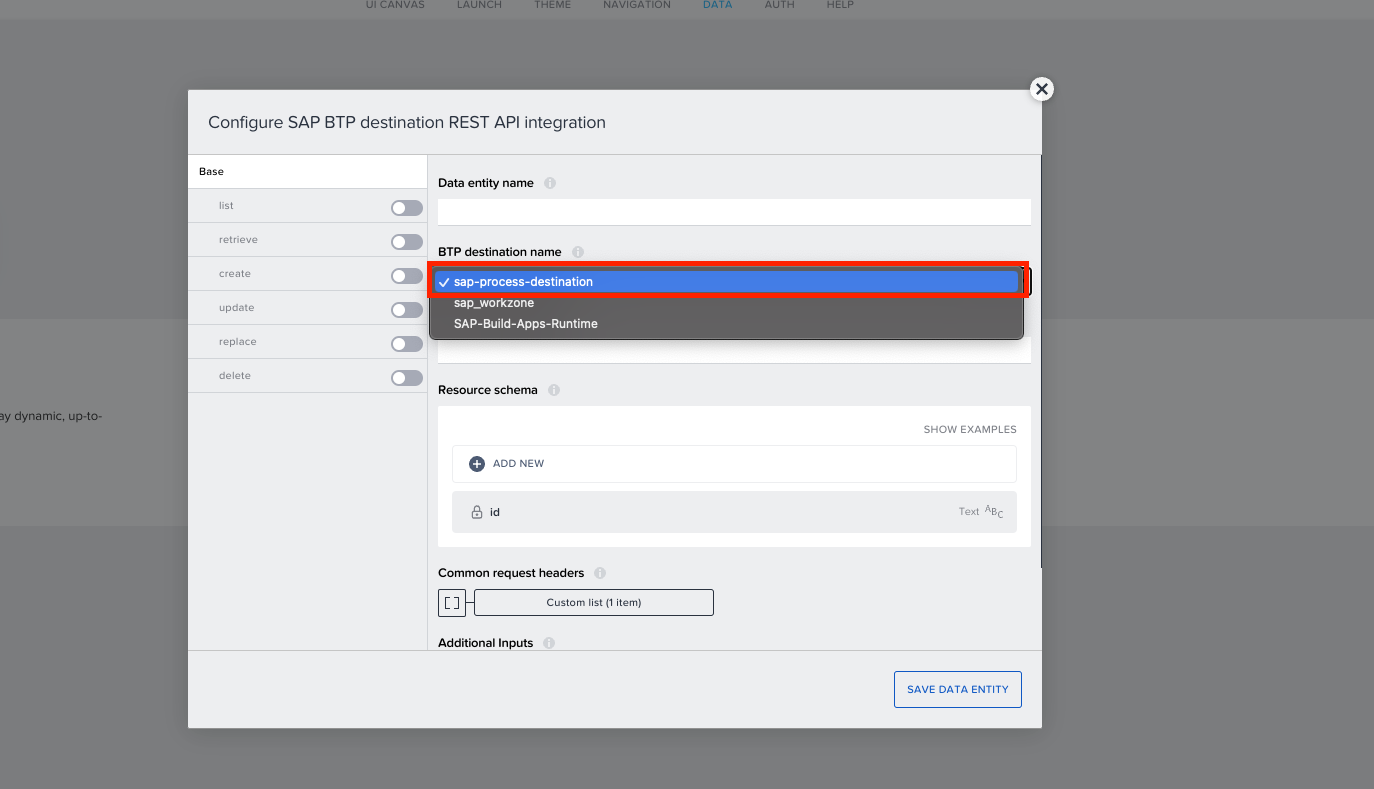 UI CANVAS LAUNCH THEME NAVIGATION DATA AUTH HELP
Configure SAP BTP destination REST API integration
Base
list
retrieve
create
update
replace
delete
ay dynamic, up-to-
Data entity name
BTP destination name
sap-process-destination
sap_workzone
SAP-Build-Apps-Runtime
Resource schema
SHOW EXAMPLES
ADD NEW
id Text ABC
Common request headers
Custom list (1 item)
Additional Inputs
SAVE DATA ENTITY